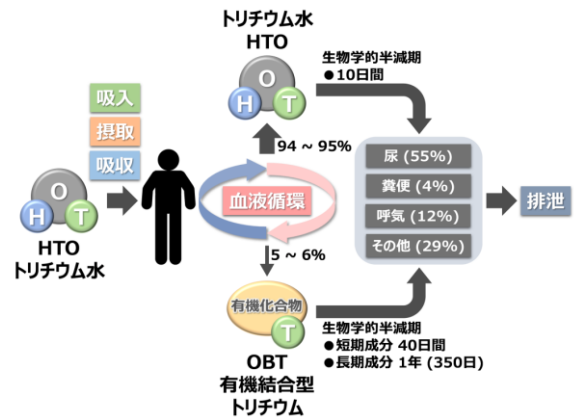 トリチウム水
HTO
O
H
T
生物学的半減期
●10日間
吸入
摂取
吸収
94 ~ 95%
O
H
T
HTO
トリチウム水
血液循環
尿 (55%)
糞便 (4%)
呼気 (12%)
その他 (29%)
排泄
5 ~ 6%
有機化合物
T
OBT
有機結合型
トリチウム
生物学的半減期
●短期成分 40日間
●長期成分 1年 (350日)